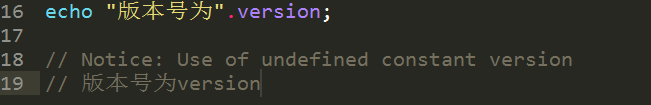 16 echo "版本号为".version;
17
18 // Notice: Use of undefined constant version
19 // 版本号为version